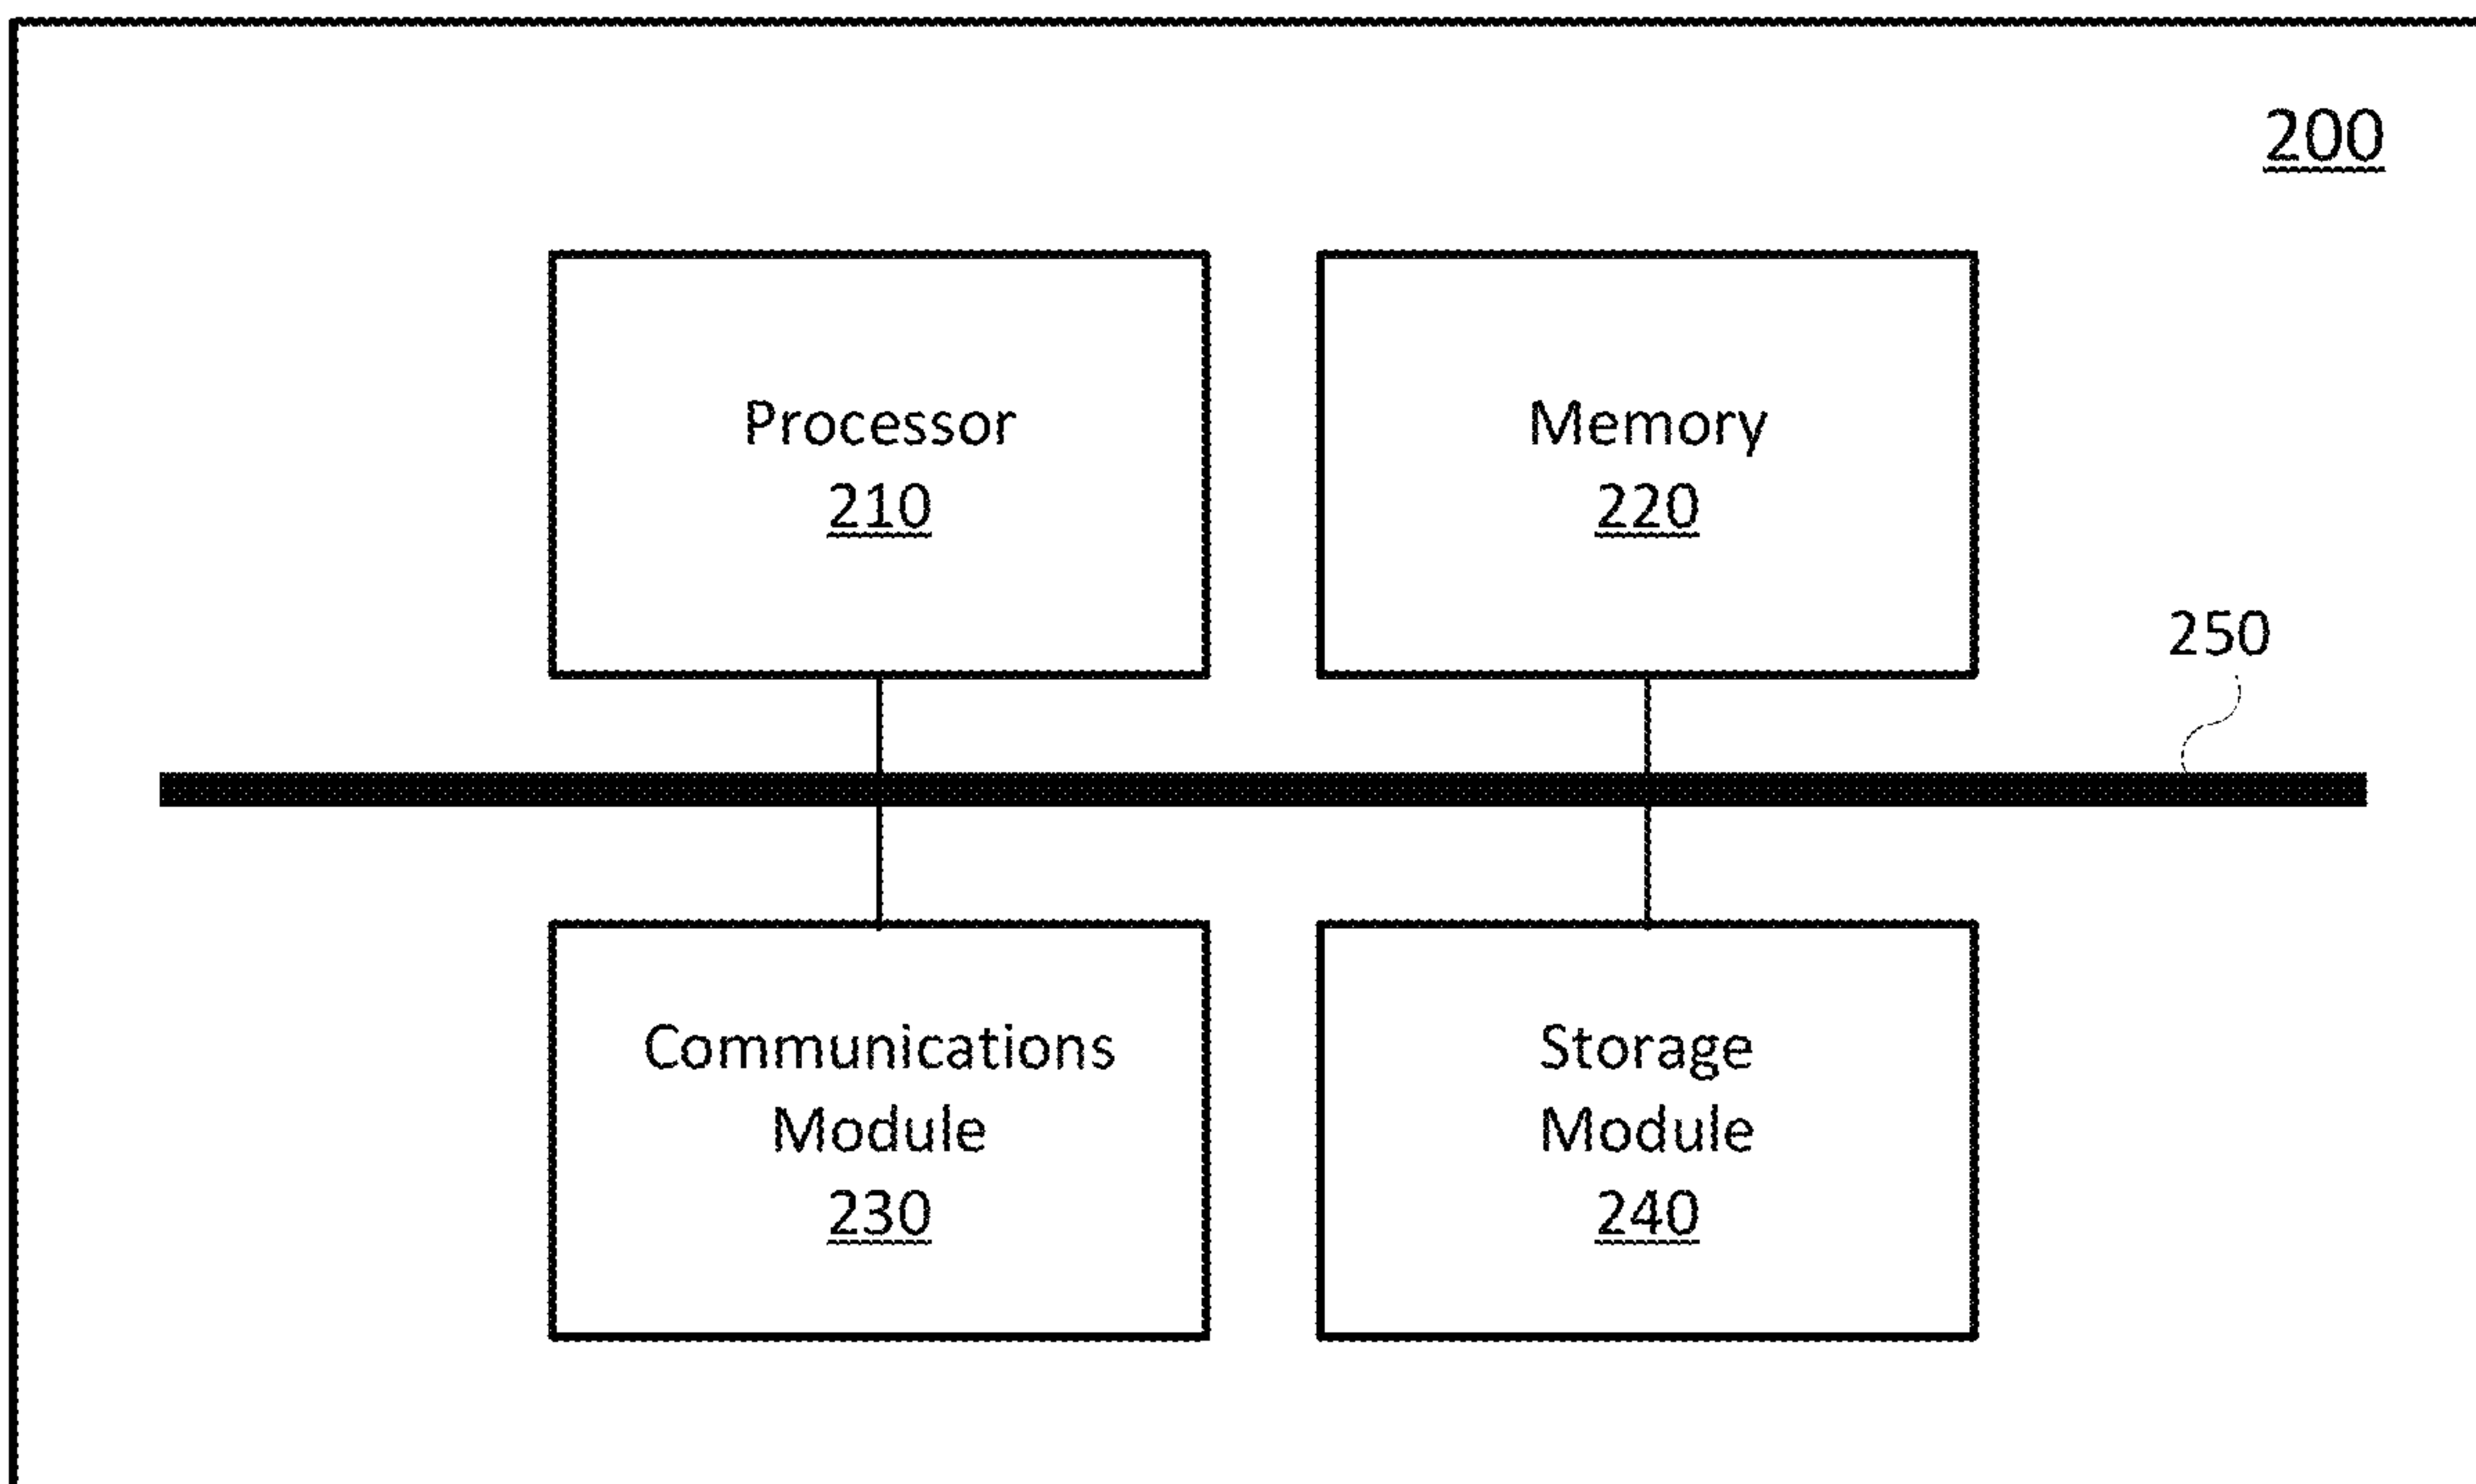 200
Processor
210
Memory
220
250
Communications
Module
230
Storage
Module
240